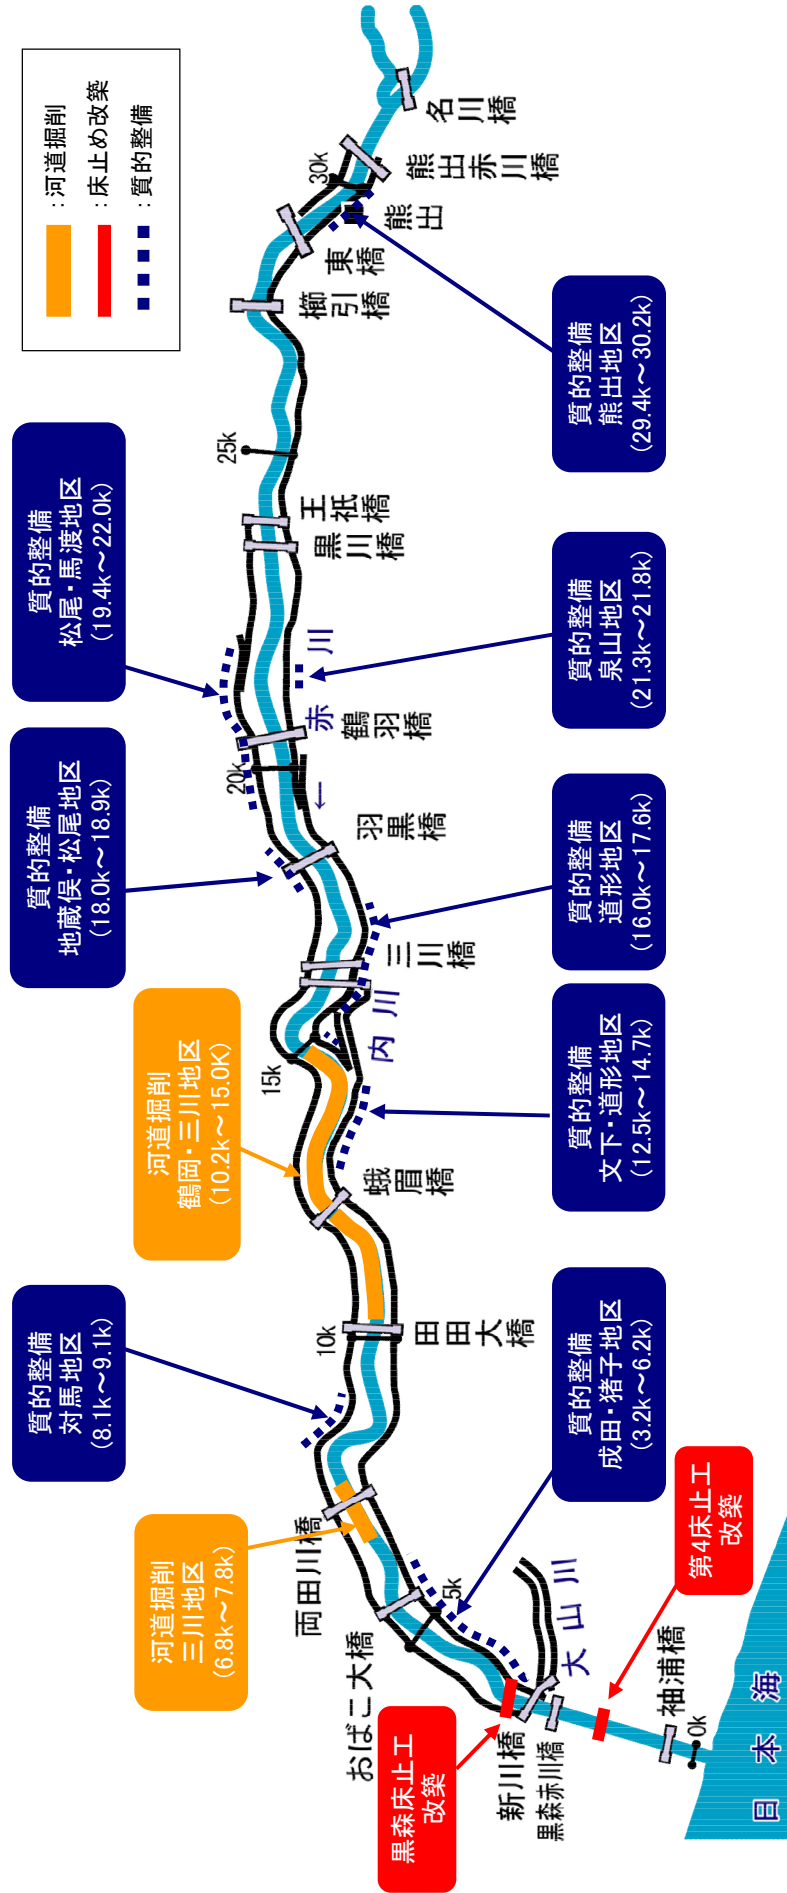 ：河道掘削
：床止め改築
：質的整備
質的整備
対馬地区
(8.1k～9.1k)
質的整備
地蔵俣・松尾地区
(18.0k～18.9k)
質的整備
松尾・馬渡地区
(19.4k～22.0k)
河道掘削
三川地区
(6.8k～7.8k)
河道掘削
鶴岡・三川地区
(10.2k～15.0K)
両田川橋
おばこ大橋
黒森床止工
改築
新川橋
黒森赤川橋
0k
5k
10k
15k
20k
25k
30k
袖浦橋
大山川
日本海
第4床止工
改築
田田大橋
蛾眉橋
内川
三川橋
羽黒橋
←
赤川
鶴羽橋
黒川橋
王祇橋
櫛引橋
東橋
熊出
熊出赤川橋
名川橋
質的整備
成田・猪子地区
(3.2k～6.2k)
質的整備
文下・道形地区
(12.5k～14.7k)
質的整備
道形地区
(16.0k～17.6k)
質的整備
泉山地区
(21.3k～21.8k)
質的整備
熊出地区
(29.4k～30.2k)